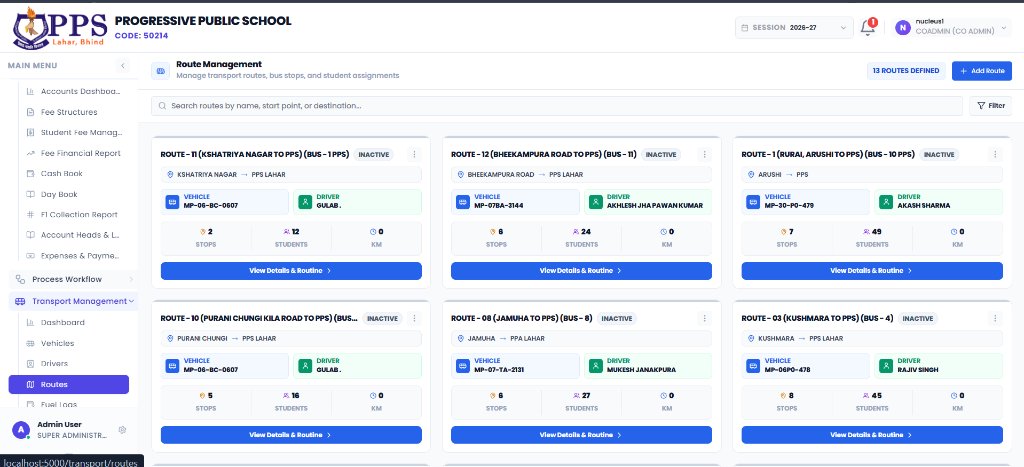 PPS
Lahar, Bhind
PROGRESSIVE PUBLIC SCHOOL
CODE: 50214
SESSION 2026-27
1
N
nucleus1
COADMIN (CO ADMIN)
MAIN MENU
Accounts Dashboa...
Fee Structures
Student Fee Manag...
Fee Financial Report
Cash Book
Day Book
F1 Collection Report
Account Heads & L...
Expenses & Payme...
Process Workflow
Transport Management
Dashboard
Vehicles
Drivers
Routes
Fuel Logs
A
Admin User
SUPER ADMINISTR...
localhost:5000/transport/routes
Route Management
Manage transport routes, bus stops, and student assignments
13 ROUTES DEFINED
+ Add Route
Search routes by name, start point, or destination...
Filter
ROUTE - 11 (KSHATRIYA NAGAR TO PPS) (BUS - 1 PPS) INACTIVE
KSHATRIYA NAGAR → PPS LAHAR
VEHICLE
MP-06-BC-0607
DRIVER
GULAB .
2 12 0
STOPS STUDENTS KM
View Details & Routine >
ROUTE - 12 (BHEEKAMPURA ROAD TO PPS) (BUS - 11) INACTIVE
BHEEKAMPURA ROAD → PPS LAHAR
VEHICLE
MP-07BA-3144
DRIVER
AKHLESH JHA PAWAN KUMAR
6 24 0
STOPS STUDENTS KM
View Details & Routine >
ROUTE - 1 (RURAI, ARUSHI TO PPS) (BUS - 10 PPS) INACTIVE
ARUSHI → PPS
VEHICLE
MP-30-P0-479
DRIVER
AKASH SHARMA
7 49 0
STOPS STUDENTS KM
View Details & Routine >
ROUTE - 10 (PURANI CHUNGI KILA ROAD TO PPS) (BUS... INACTIVE
PURANI CHUNGI → PPS LAHAR
VEHICLE
MP-06-BC-0607
DRIVER
GULAB .
5 16 0
STOPS STUDENTS KM
View Details & Routine >
ROUTE - 08 (JAMUHA TO PPS) (BUS - 8) INACTIVE
JAMUHA → PPA LAHAR
VEHICLE
MP-07-TA-2131
DRIVER
MUKESH JANAKPURA
6 27 0
STOPS STUDENTS KM
View Details & Routine >
ROUTE - 03 (KUSHMARA TO PPS) (BUS - 4) INACTIVE
KUSHMARA → PPS LAHAR
VEHICLE
MP-06P0-478
DRIVER
RAJIV SINGH
8 45 0
STOPS STUDENTS KM
View Details & Routine >